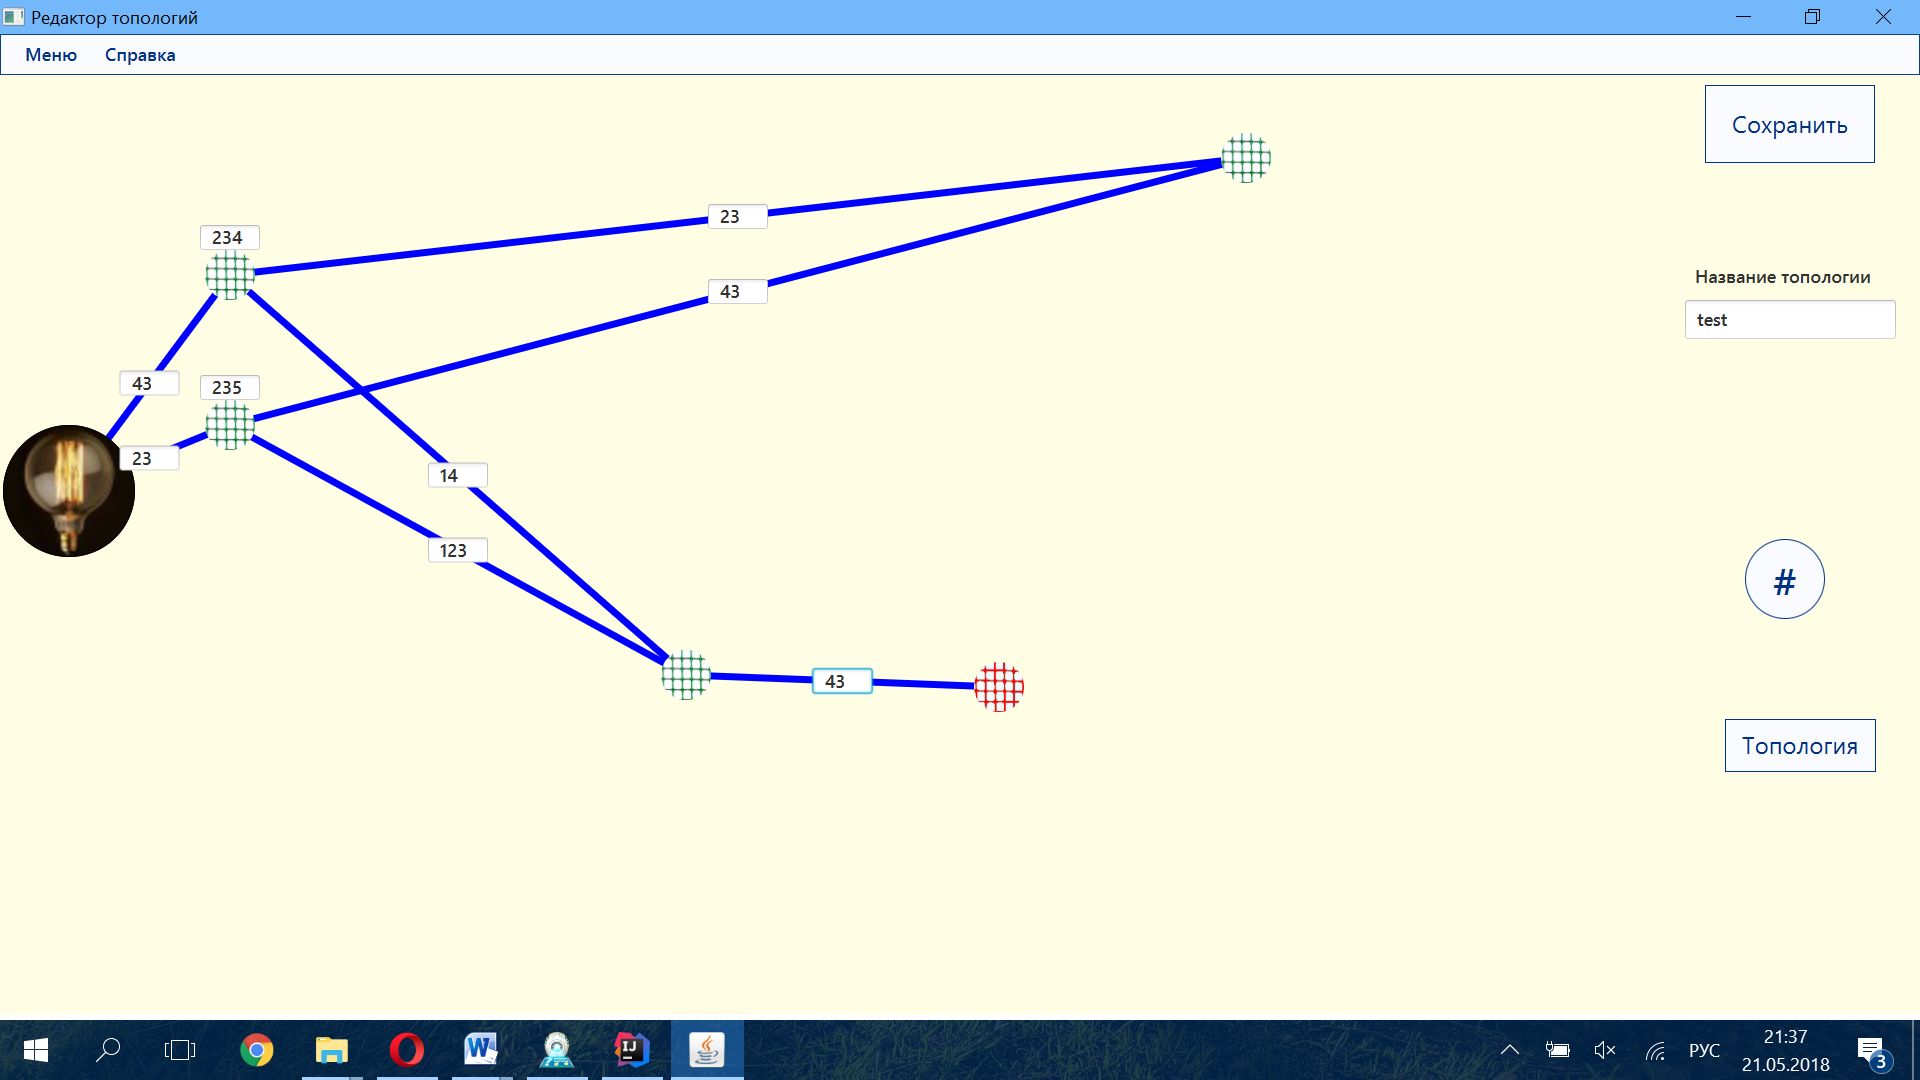 Редактор топологий
Меню Справка
Сохранить
23
234
Название топологии
43
test
43
235
23
14
123
#
43
Топология
W
IJ
РУС
21:37
21.05.2018
3